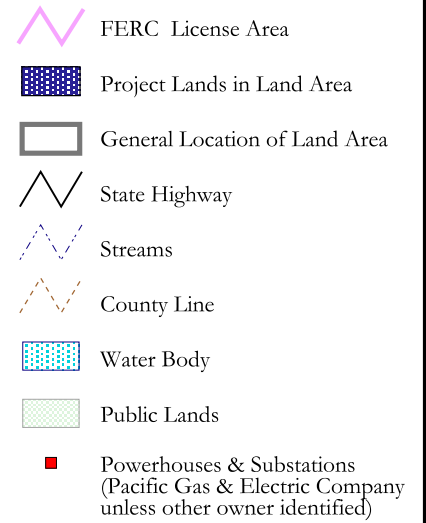 FERC License Area
Project Lands in Land Area
General Location of Land Area
State Highway
Streams
County Line
Water Body
Public Lands
Powerhouses & Substations
(Pacific Gas & Electric Company
unless other owner identified)